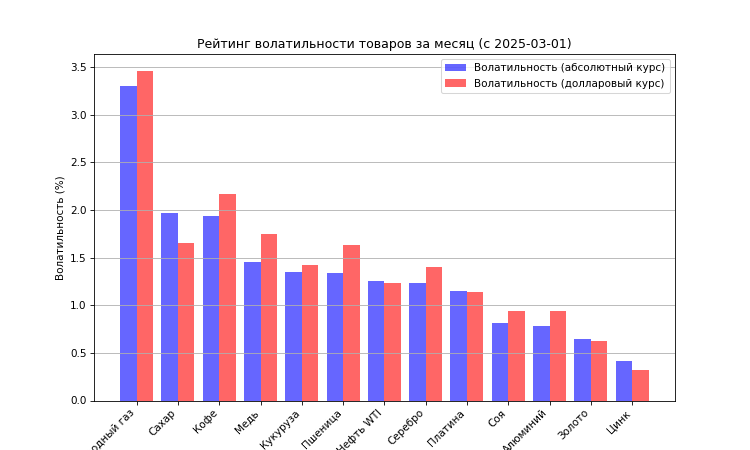 Рейтинг волатильности товаров за месяц (с 2025-03-01)
Волатильность (абсолютный курс)
Волатильность (долларовый курс)
Волатильность (%)
3.5
3.0
2.5
2.0
1.5
1.0
0.5
0.0
газ
Сахар
Кофе
Медь
Кукуруза
Пшеница
Нефть WTI
Серебро
Платина
Соя
Алюминий
Золото
Цинк